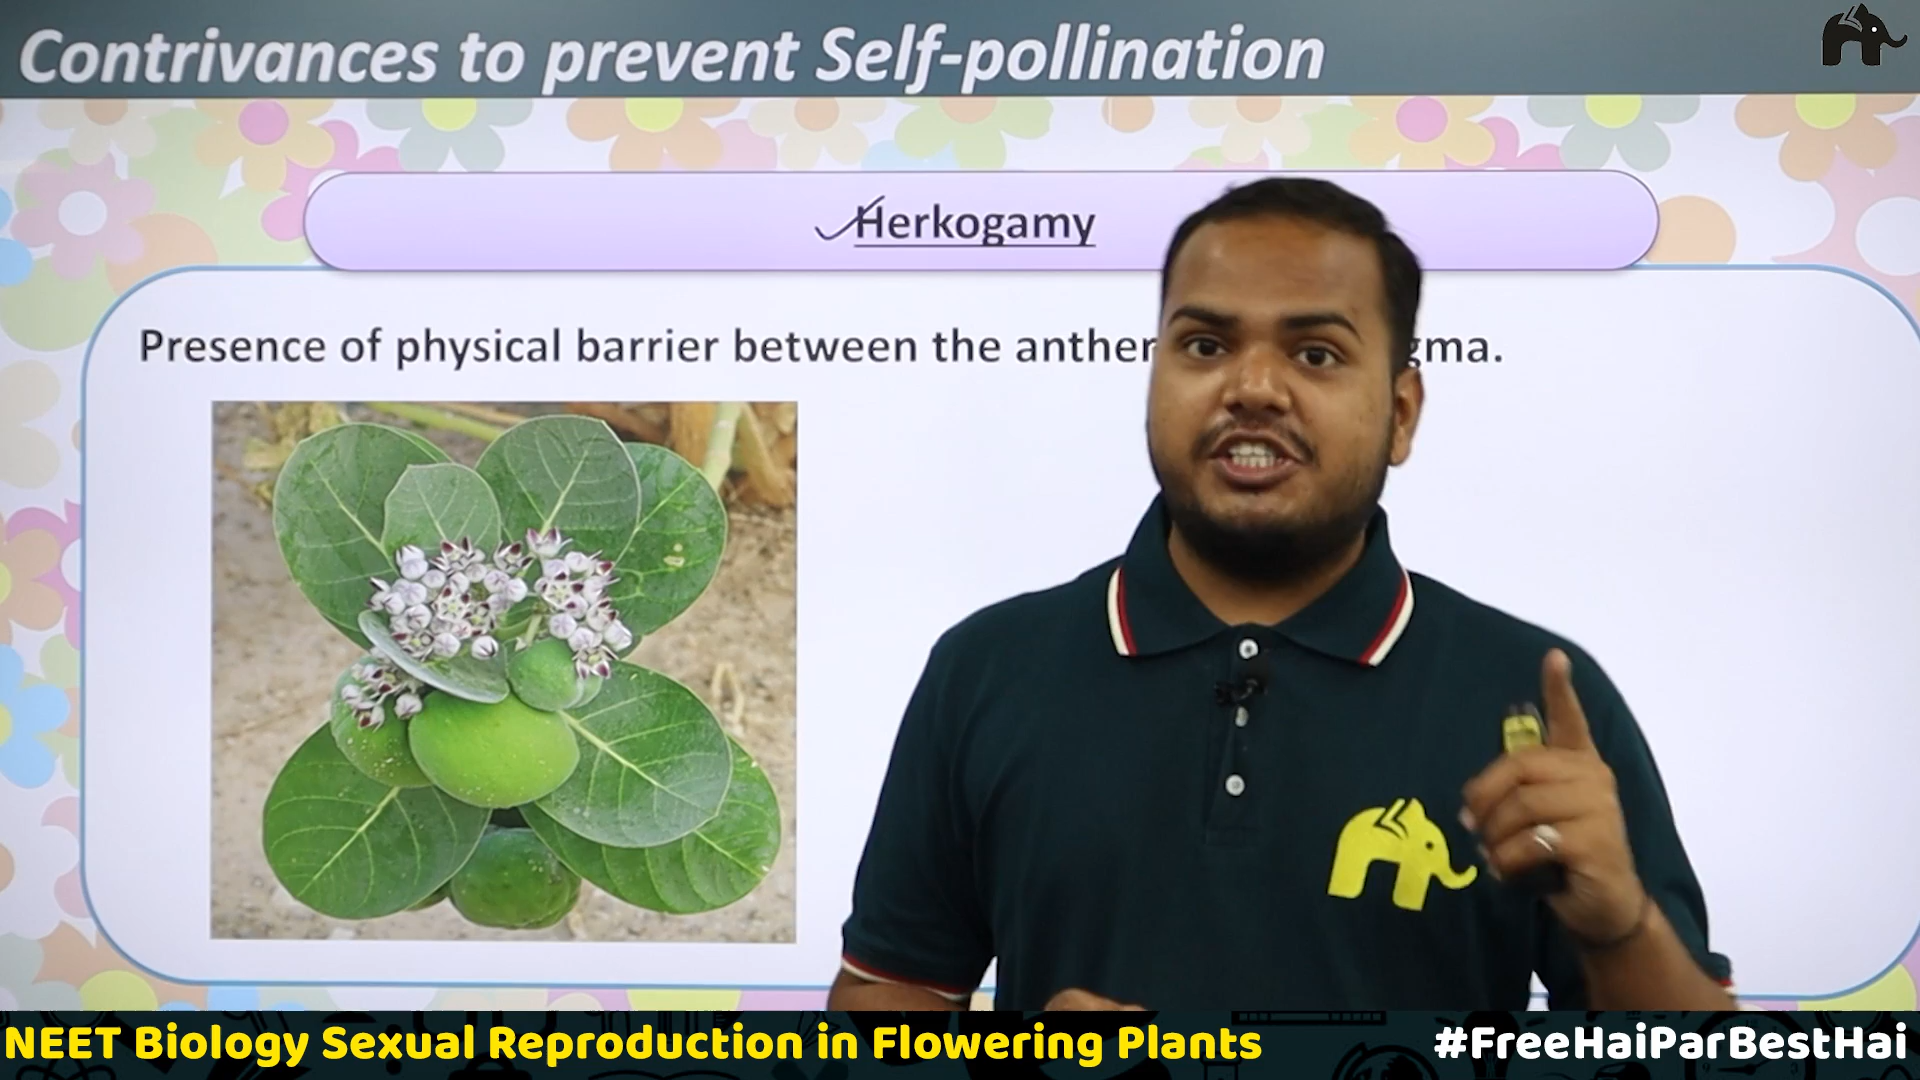 Contrivances to prevent Self-pollination
Herkogamy
Presence of physical barrier between the anther gma.
NEET Biology Sexual Reproduction in Flowering Plants #FreeHaiParBestHai